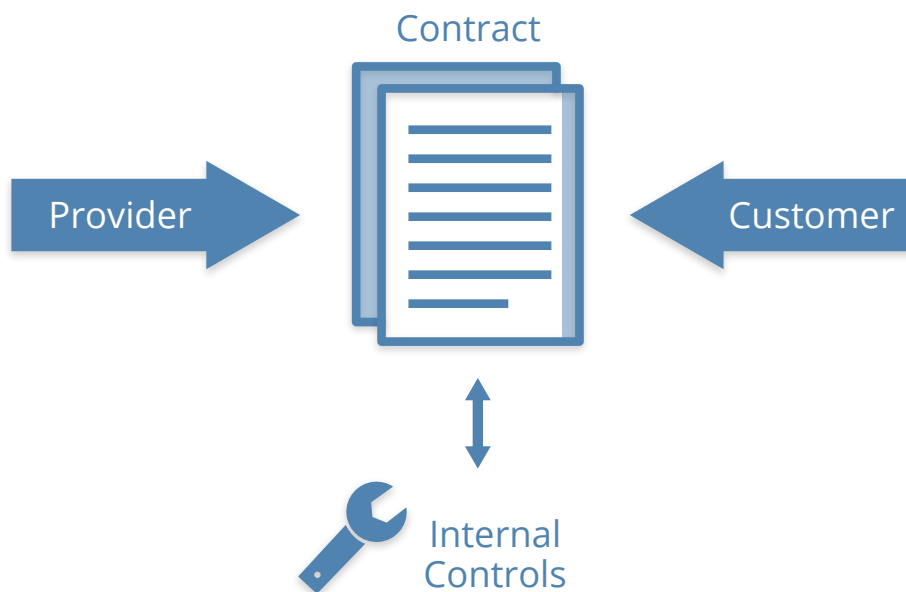 Contract
Provider
Customer
Internal
Controls